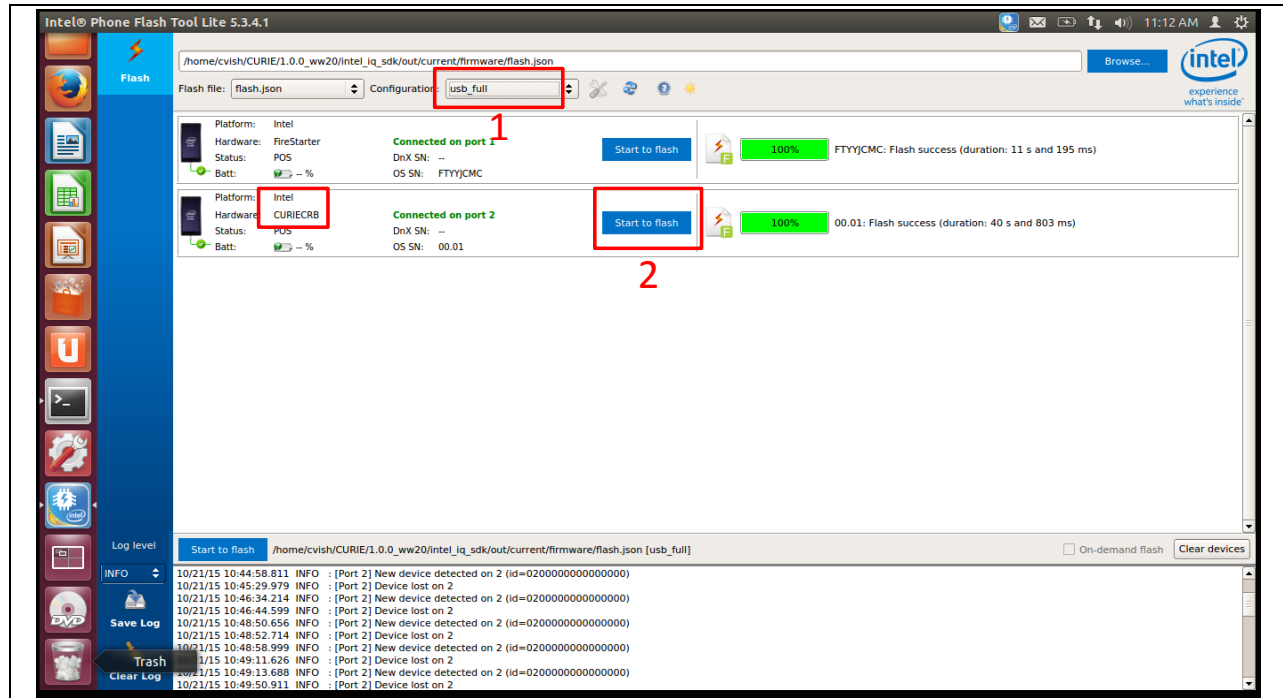 Intel® Phone Flash Tool Lite 5.3.4.1
11:12 AM
Flash
/home/cvish/CURIE/1.0.0_ww20/intel_iq_sdk/out/current/firmware/flash.json
Browse...
intel
experience
what's inside"
Flash file: flash.json Configuration: usb_full
1
Platform: Intel
Hardware: FireStarter Connected on port 1
Status: POS DnX SN: --
Batt: -- % OS SN: FTYYJCMC
Start to flash
100% FTYYJCMC: Flash success (duration: 11 s and 195 ms)
Platform: Intel
Hardware CURIECRB Connected on port 2
Status: POS DnX SN: --
Batt: -- % OS SN: 00.01
Start to flash
100% 00.01: Flash success (duration: 40 s and 803 ms)
2
Log level
INFO
Save Log
Trash
Clear Log
DVD
Start to flash /home/cvish/CURIE/1.0.0_ww20/intel_iq_sdk/out/current/firmware/flash.json [usb_full]
On-demand flash Clear devices
10/21/15 10:44:58.811 INFO : [Port 2] New device detected on 2 (id=0200000000000000)
10/21/15 10:45:29.979 INFO : [Port 2] Device lost on 2
10/21/15 10:46:34.214 INFO : [Port 2] New device detected on 2 (id=0200000000000000)
10/21/15 10:46:44.599 INFO : [Port 2] Device lost on 2
10/21/15 10:48:50.656 INFO : [Port 2] New device detected on 2 (id=0200000000000000)
10/21/15 10:48:52.714 INFO : [Port 2] Device lost on 2
10/21/15 10:48:58.999 INFO : [Port 2] New device detected on 2 (id=0200000000000000)
1/15 10:49:11.626 INFO : [Port 2] Device lost on 2
1/15 10:49:13.688 INFO : [Port 2] New device detected on 2 (id=0200000000000000)
10/21/15 10:49:50.911 INFO : [Port 2] Device lost on 2